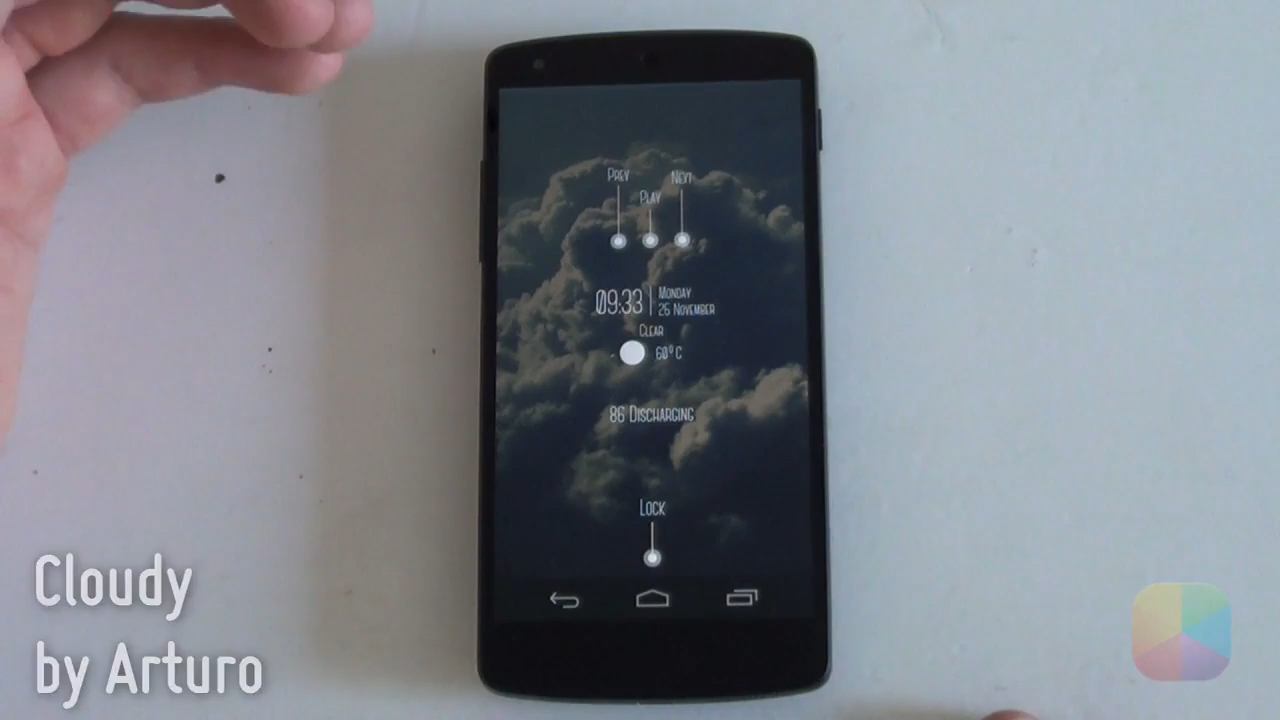 Prev
Next
Play
09:33
Monday
26 November
Clear
60° C
86 Discharging
Lock
Cloudy
by Arturo